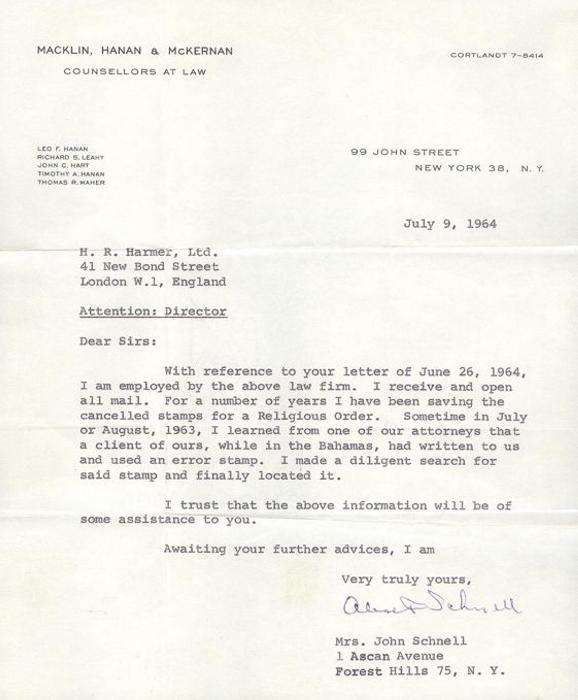 MACKLIN, HANAN & McKERNAN
COUNSELLORS AT LAW
CORTLANDT 7-8414
LEO F. HANAN
RICHARD S. LEAHY
JOHN C. HART
TIMOTHY A. HANAN
THOMAS R. MAHER
99 JOHN STREET
NEW YORK 38, N. Y.
July 9, 1964
H. R. Harmer, Ltd.
41 New Bond Street
London W.1, England
Attention: Director
Dear Sirs:
With reference to your letter of June 26, 1964,
I am employed by the above law firm. I receive and open
all mail. For a number of years I have been saving the
cancelled stamps for a Religious Order. Sometime in July
or August, 1963, I learned from one of our attorneys that
a client of ours, while in the Bahamas, had written to us
and used an error stamp. I made a diligent search for
said stamp and finally located it.
I trust that the above information will be of
some assistance to you.
Awaiting your further advices, I am
Very truly yours,
Schnell
Mrs. John Schnell
1 Ascan Avenue
Forest Hills 75, N. Y.